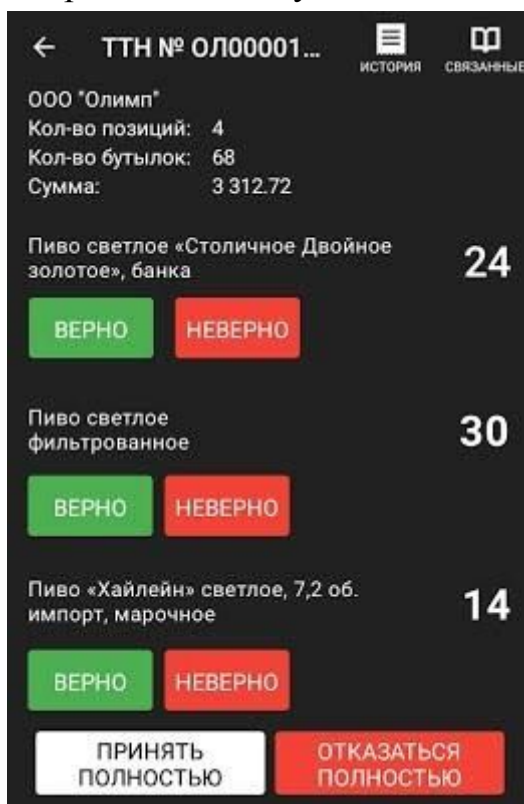 ТТН № ОЛ00001...
ИСТОРИЯ
СВЯЗАННЫЕ
ООО "Олимп"
Кол-во позиций: 4
Кол-во бутылок: 68
Сумма: 3 312.72
Пиво светлое «Столичное Двойное
золотое», банка
24
ВЕРНО НЕВЕРНО
Пиво светлое
фильтрованное
30
ВЕРНО НЕВЕРНО
Пиво «Хайлейн» светлое, 7,2 об.
импорт, марочное
14
ВЕРНО НЕВЕРНО
ПРИНЯТЬ
ПОЛНОСТЬЮ
ОТКАЗАТЬСЯ
ПОЛНОСТЬЮ